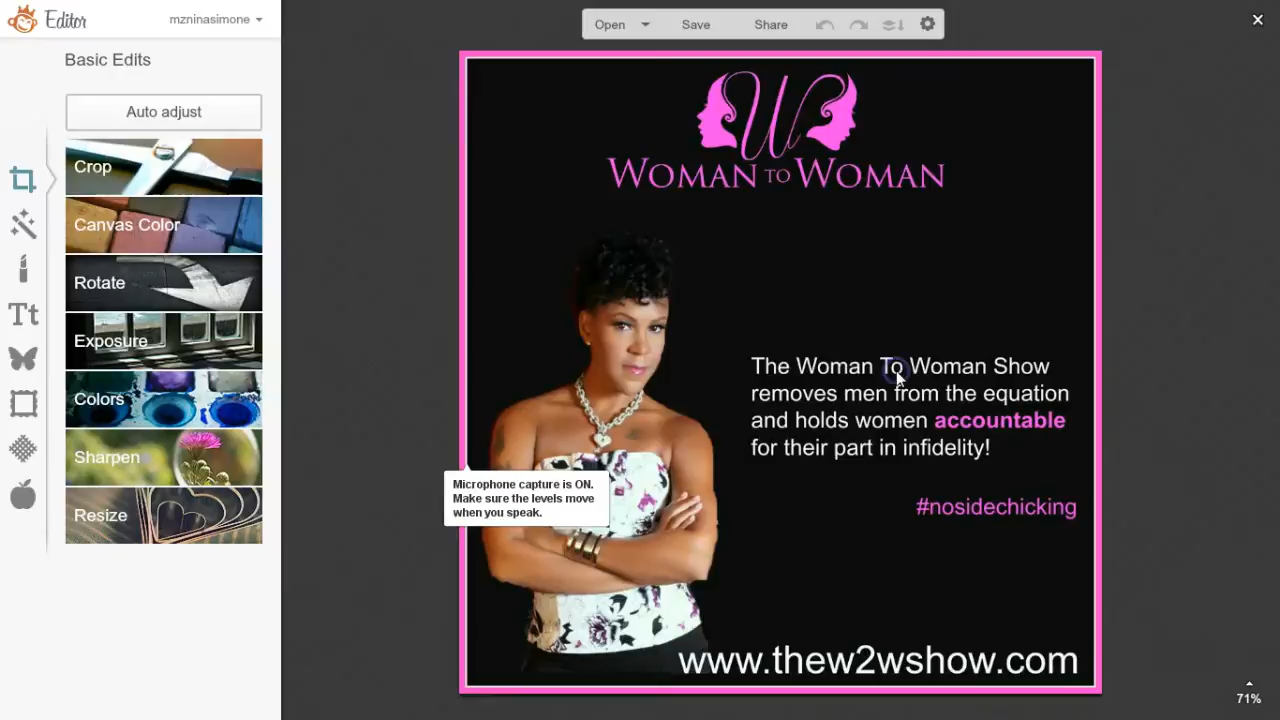 Editor
mzninasimone
Open
Save
Share
Basic Edits
Auto adjust
Crop
Canvas Color
Rotate
Exposure
Colors
Sharpen
Resize
Tt
W
WOMAN TO WOMAN
The Woman To Woman Show
removes men from the equation
and holds women accountable
for their part in infidelity!
#nosidechicking
Microphone capture is ON.
Make sure the levels move
when you speak.
www.thew2wshow.com
71%